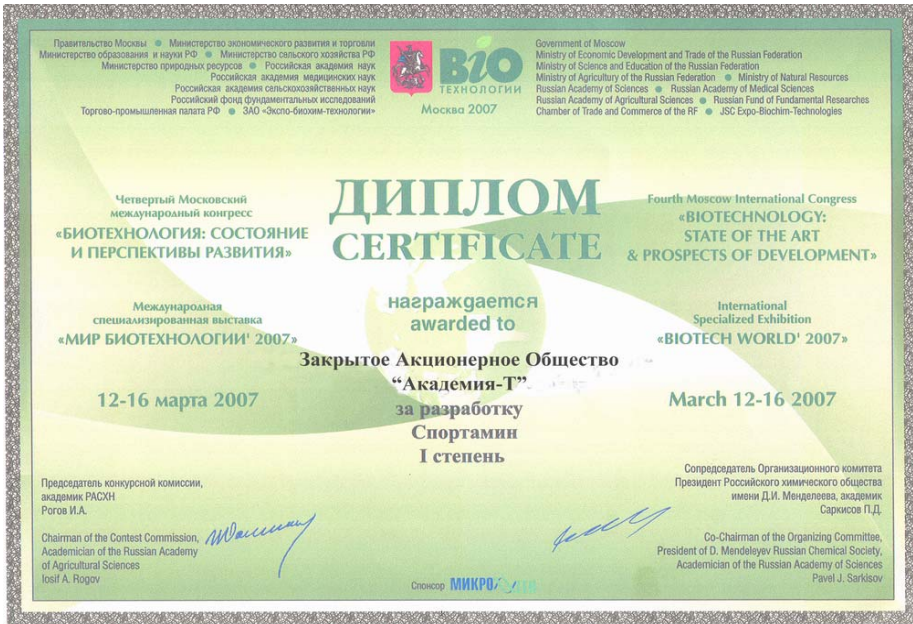 Правительство Москвы ● Министерство экономического развития и торговли
Министерство образования и науки РФ ● Министерство сельского хозяйства РФ
Министерство природных ресурсов ● Российская академия наук
Российская академия медицинских наук
Российская академия сельскохозяйственных наук
Российский фонд фундаментальных исследований
Торгово-промышленная палата РФ ● ЗАО «Экспо-биохим-технологии»
BIO
ТЕХНОЛОГИИ
Москва 2007
Government of Moscow
Ministry of Economic Development and Trade of the Russian Federation
Ministry of Science and Education of the Russian Federation
Ministry of Agriculture of the Russian Federation ● Ministry of Natural Resources
Russian Academy of Sciences ● Russian Academy of Medical Sciences
Russian Academy of Agricultural Sciences ● Russian Fund of Fundamental Researches
Chamber of Trade and Commerce of the RF ● JSC Expo-Biochim-Technologies
ДИПЛОМ
CERTIFICATE
Четвертый Московский
международный конгресс
«БИОТЕХНОЛОГИЯ: СОСТОЯНИЕ
И ПЕРСПЕКТИВЫ РАЗВИТИЯ»
Fourth Moscow International Congress
«BIOTECHNOLOGY:
STATE OF THE ART
& PROSPECTS OF DEVELOPMENT»
Международная
специализированная выставка
«МИР БИОТЕХНОЛОГИИ' 2007»
12-16 марта 2007
награждается
awarded to
International
Specialized Exhibition
«BIOTECH WORLD' 2007»
March 12-16 2007
Закрытое Акционерное Общество
“Академия-Т”
за разработку
Спортамин
I степень
Председатель конкурсной комиссии,
академик РАСХН
Рогов И.А.
Chairman of the Contest Commission,
Academician of the Russian Academy
of Agricultural Sciences
Iosif A. Rogov
Сопредседатель Организационного комитета
Президент Российского химического общества
имени Д.И. Менделеева, академик
Саркисов П.Д.
Co-Chairman of the Organizing Committee,
President of D. Mendeleyev Russian Chemical Society,
Academician of the Russian Academy of Sciences
Pavel J. Sarkisov
Спонсор МИКРО